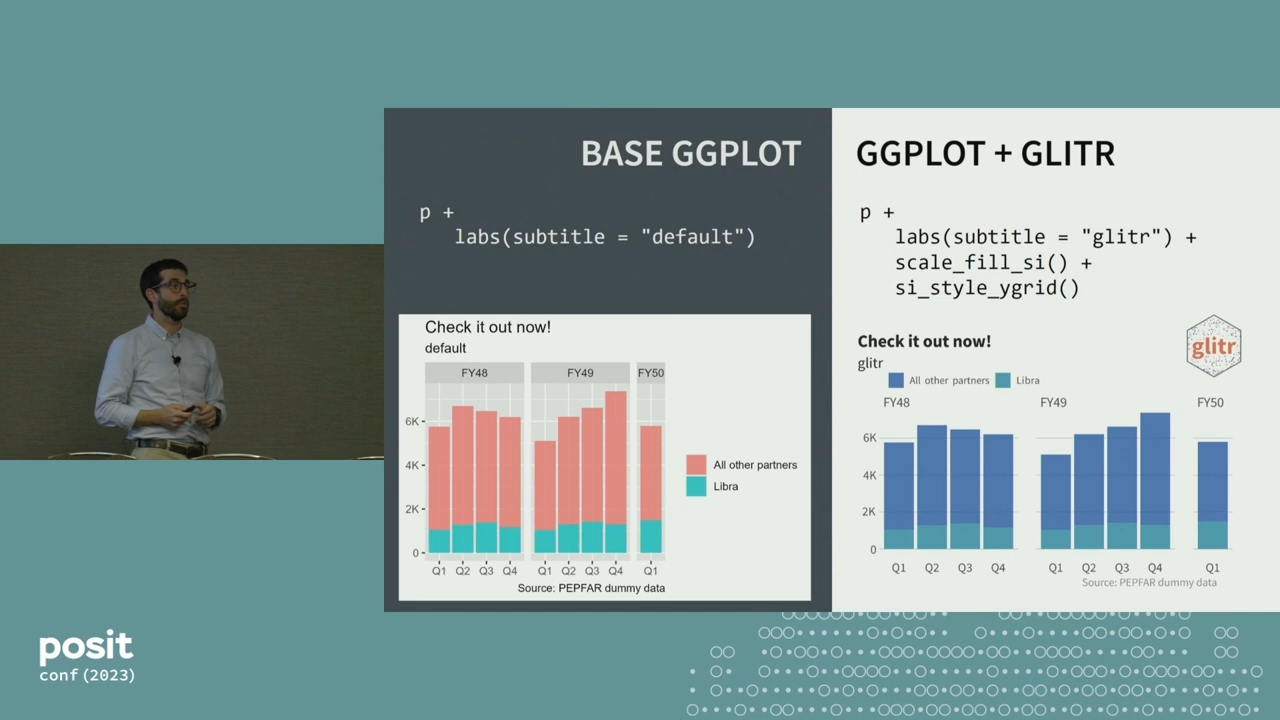 BASE GGPLOT
p +
labs(subtitle = "default")
Check it out now!
default
FY48 FY49 FY50
6K
4K
2K
0
Q1 Q2 Q3 Q4 Q1 Q2 Q3 Q4 Q1
Source: PEPFAR dummy data
All other partners
Libra
GGPLOT + GLITR
p +
labs(subtitle = "glitr") +
scale_fill_si() +
si_style_ygrid()
glitr
Check it out now!
glitr
All other partners Libra
FY48 FY49 FY50
6K
4K
2K
0
Q1 Q2 Q3 Q4 Q1 Q2 Q3 Q4 Q1
Source: PEPFAR dummy data
posit
conf(2023)